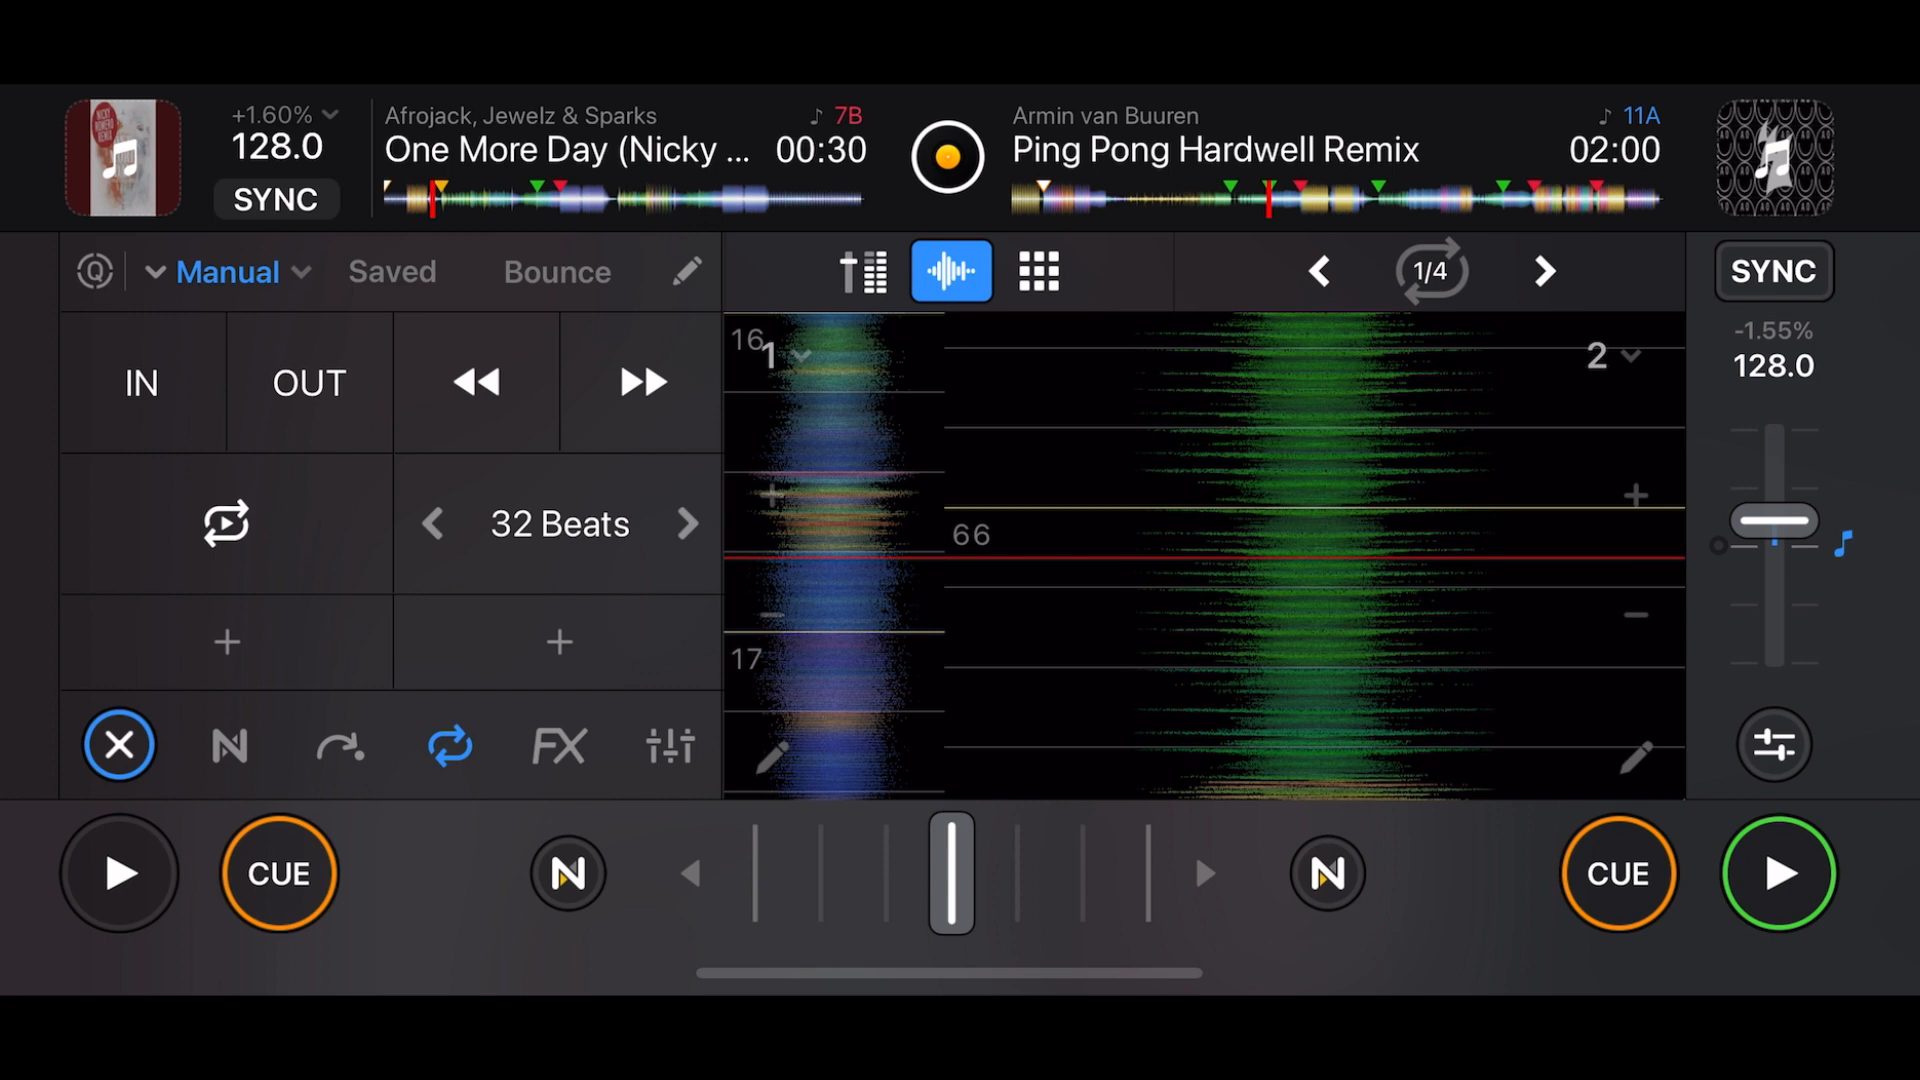 +1.60%
128.0
SYNC
Afrojack, Jewelz & Sparks
7B
One More Day (Nicky ...
00:30
Armin van Buuren
11A
Ping Pong Hardwell Remix
02:00
Q
Manual
Saved
Bounce
1/4
SYNC
-1.55%
128.0
IN
OUT
16
1
2
32 Beats
66
17
N
FX
CUE
N
N
CUE